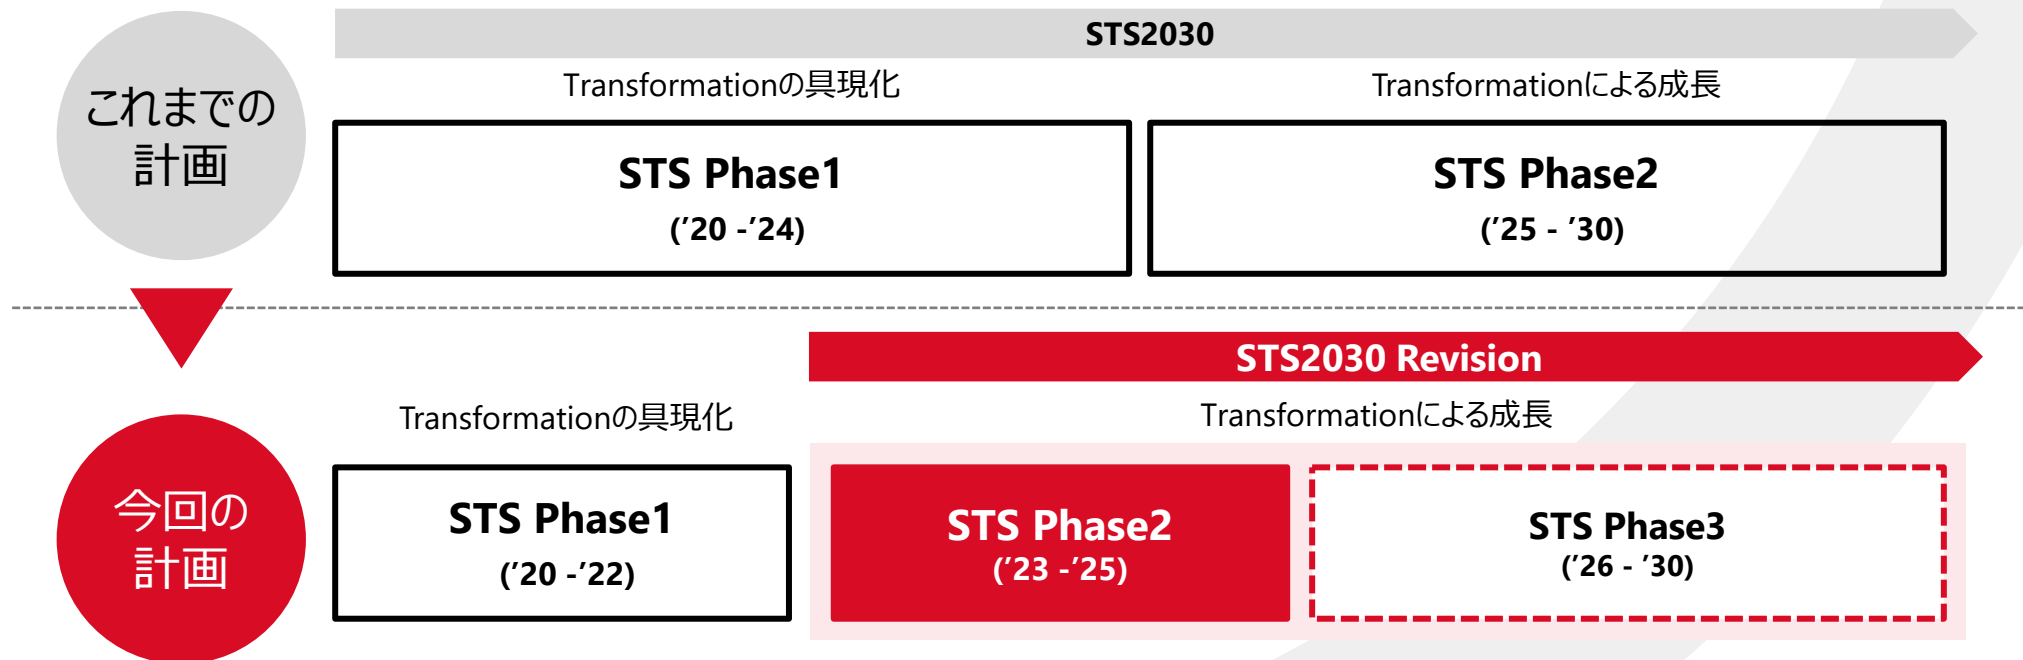 STS2030
これまでの
計画
Transformationの具現化
Transformationによる成長
STS Phase1
(’20 -’24)
STS Phase2
(’25 - ’30)
STS2030 Revision
今回の
計画
Transformationの具現化
Transformationによる成長
STS Phase1
(’20 -’22)
STS Phase2
(’23 -’25)
STS Phase3
(’26 - ’30)